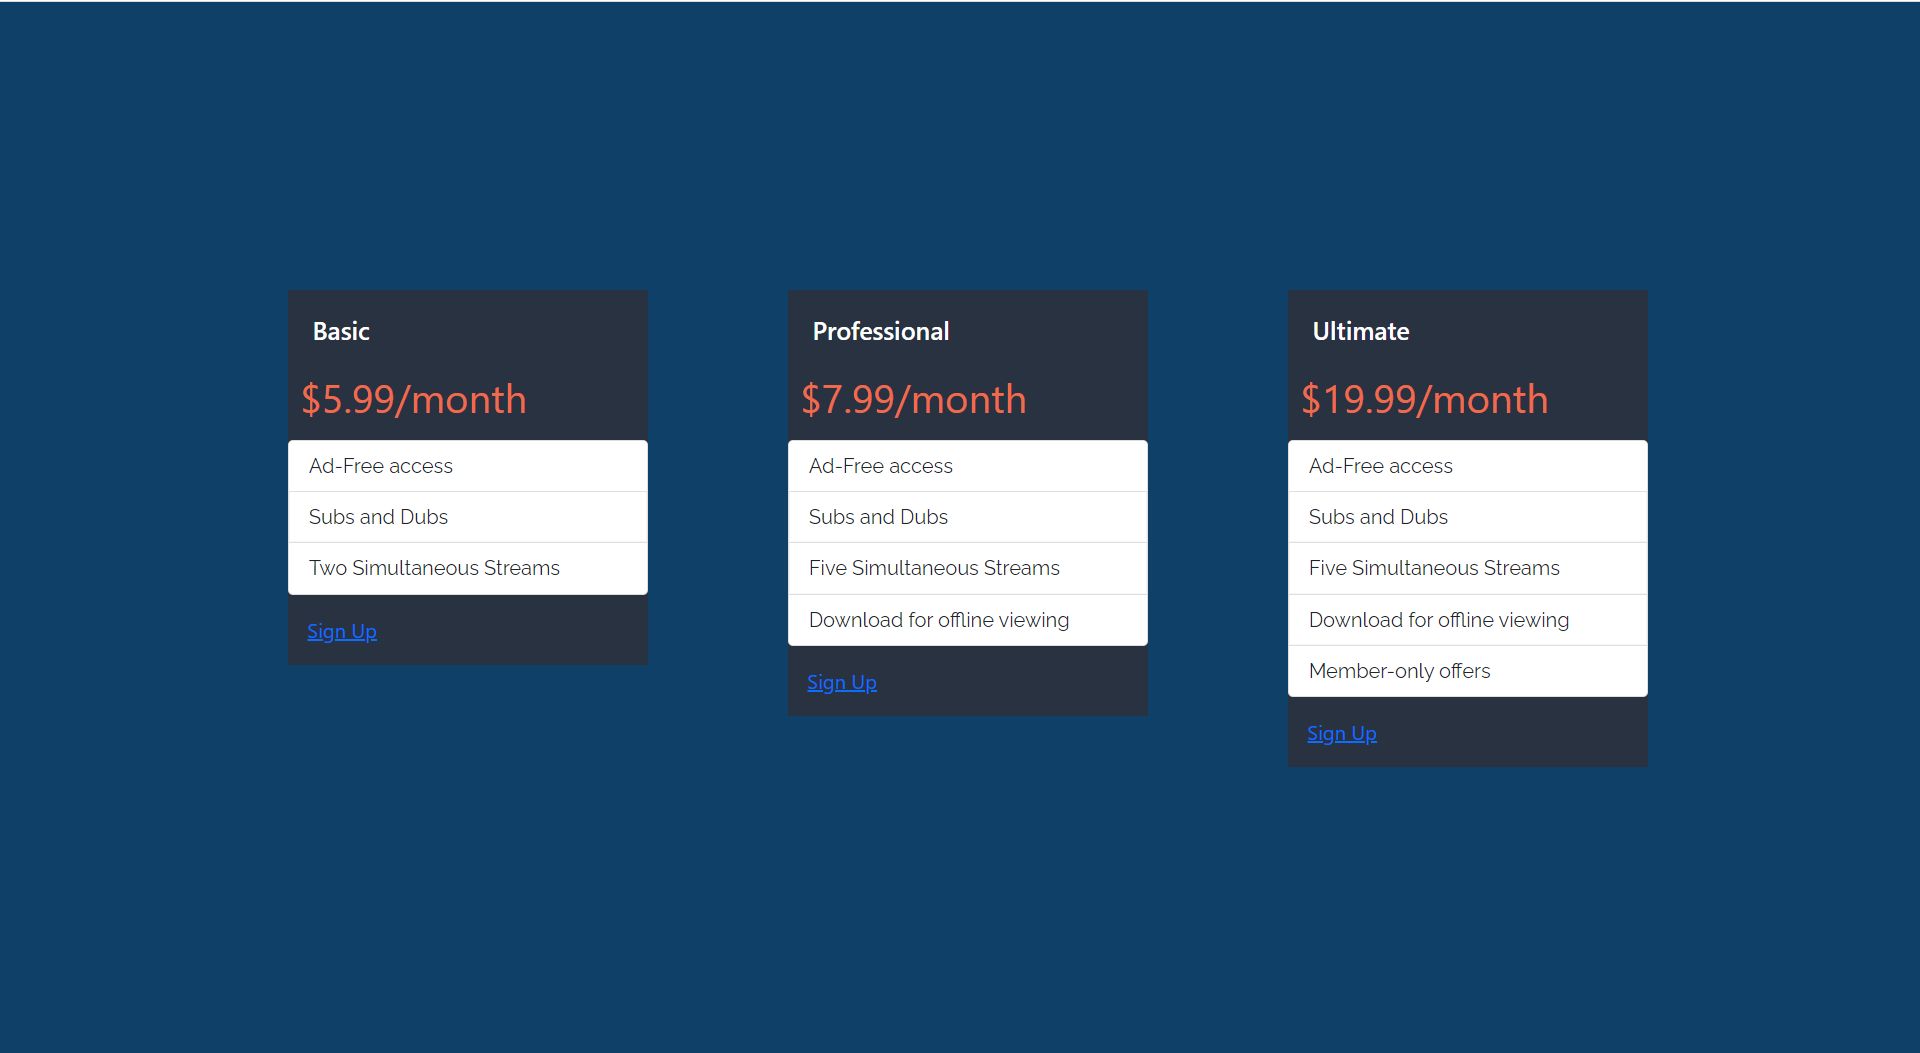 Basic
$5.99/month
Ad-Free access
Subs and Dubs
Two Simultaneous Streams
Sign Up
Professional
$7.99/month
Ad-Free access
Subs and Dubs
Five Simultaneous Streams
Download for offline viewing
Sign Up
Ultimate
$19.99/month
Ad-Free access
Subs and Dubs
Five Simultaneous Streams
Download for offline viewing
Member-only offers
Sign Up